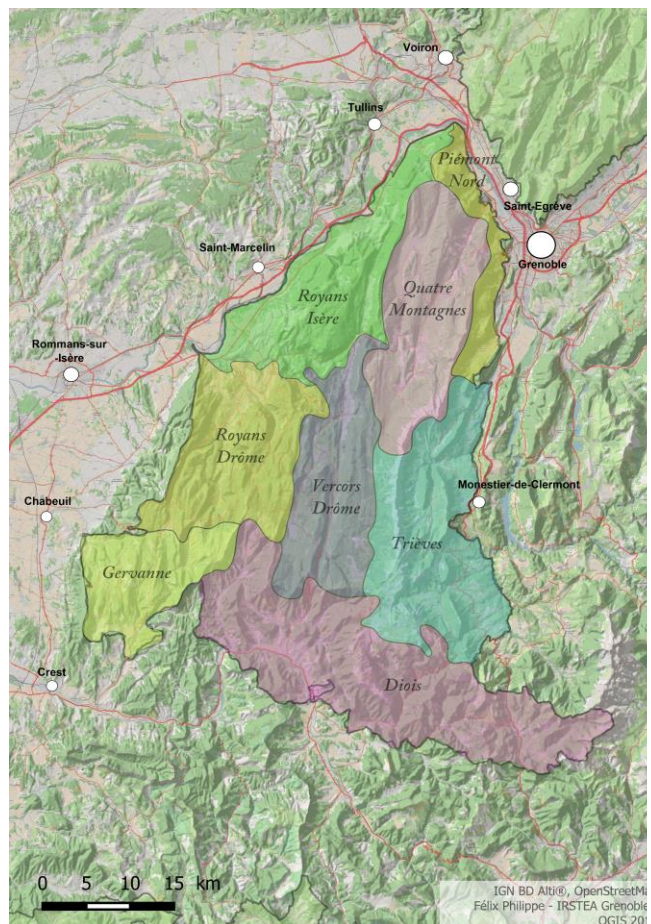 Voiron
Tullins
Piémont
Nord
Saint-Egrève
Grenoble
Saint-Marcelin
Quatre
Montagnes
Royans
Isère
Rommans-sur
-Isère
Royans
Drôme
Vercors
Drôme
Monestier-de-Clermont
Chabeuil
Trièves
Gervanne
Crest
Diois
0 5 10 15 km
IGN BD Alti®, OpenStreetMa
Félix Philippe - IRSTEA Grenoble
QGIS 201